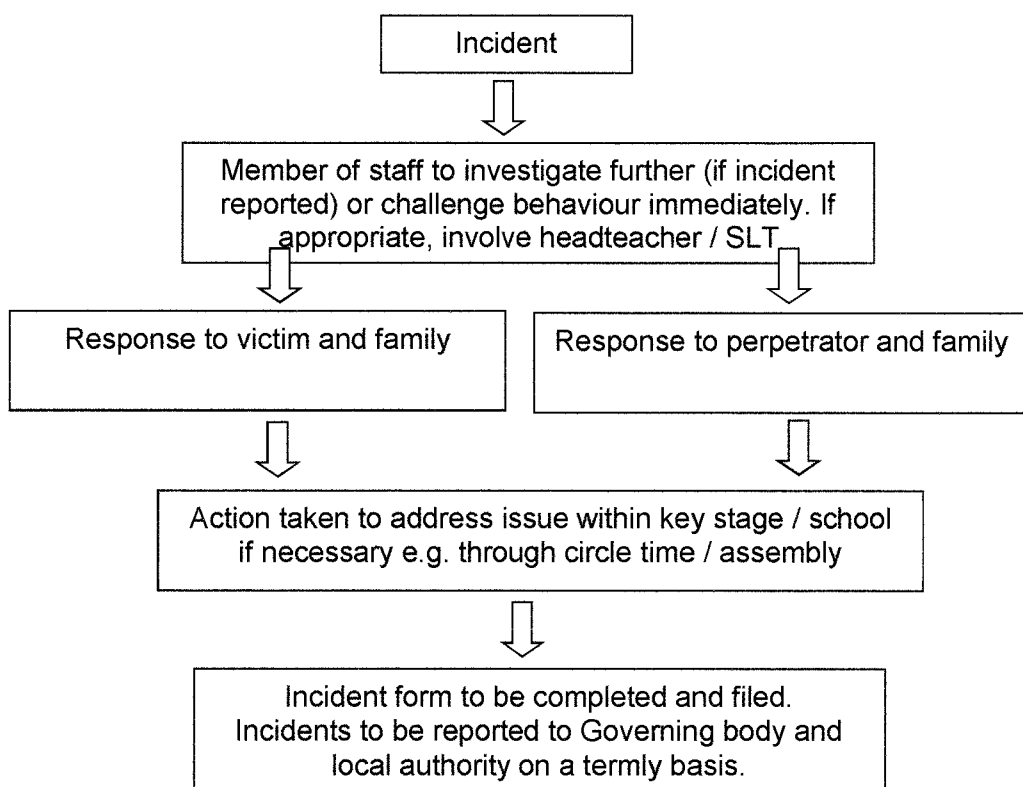 Incident
Member of staff to investigate further (if incident
reported) or challenge behaviour immediately. If
appropriate, involve headteacher / SLT
Response to victim and family
Response to perpetrator and family
Action taken to address issue within key stage / school
if necessary e.g. through circle time / assembly
Incident form to be completed and filed.
Incidents to be reported to Governing body and
local authority on a termly basis.